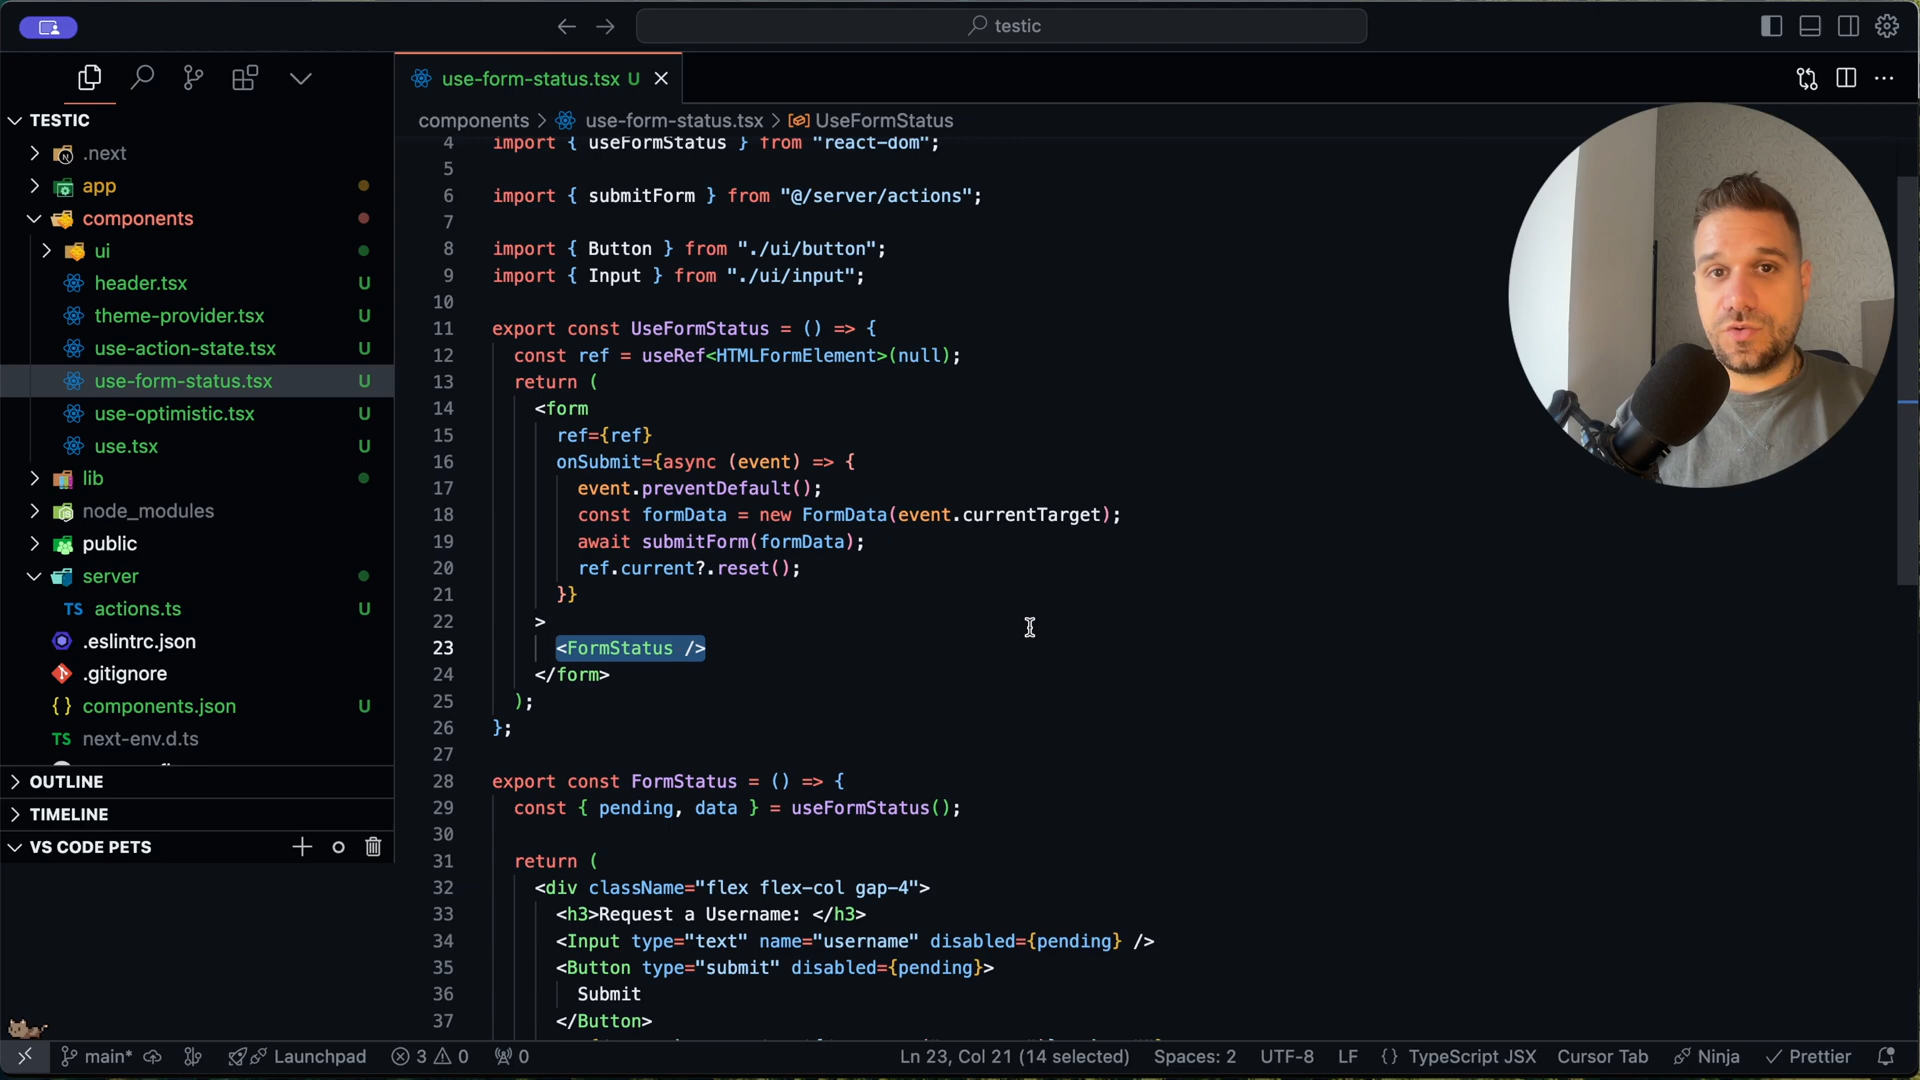 testic
use-form-status.tsx U
components > use-form-status.tsx > UseFormStatus
TESTIC
.next
app
components
ui
header.tsx U
theme-provider.tsx U
use-action-state.tsx U
use-form-status.tsx U
use-optimistic.tsx U
use.tsx U
lib
node_modules
public
server
TS actions.ts U
.eslintrc.json
.gitignore
{} components.json U
TS next-env.d.ts
OUTLINE
TIMELINE
VS CODE PETS
4 import { useFormStatus } from "react-dom";
5
6 import { submitForm } from "@/server/actions";
7
8 import { Button } from "./ui/button";
9 import { Input } from "./ui/input";
10
11 export const UseFormStatus = () => {
12 const ref = useRef<HTMLFormElement>(null);
13 return (
14 <form
15 ref={ref}
16 onSubmit={async (event) => {
17 event.preventDefault();
18 const formData = new FormData(event.currentTarget);
19 await submitForm(formData);
20 ref.current?.reset();
21 }}
22 >
23 <FormStatus />
24 </form>
25 );
26 };
27
28 export const FormStatus = () => {
29 const { pending, data } = useFormStatus();
30
31 return (
32 <div className="flex flex-col gap-4">
33 <h3>Request a Username: </h3>
34 <Input type="text" name="username" disabled={pending} />
35 <Button type="submit" disabled={pending}>
36 Submit
37 </Button>
main* Launchpad 3 0 0 Ln 23, Col 21 (14 selected) Spaces: 2 UTF-8 LF {} TypeScript JSX Cursor Tab Ninja Prettier